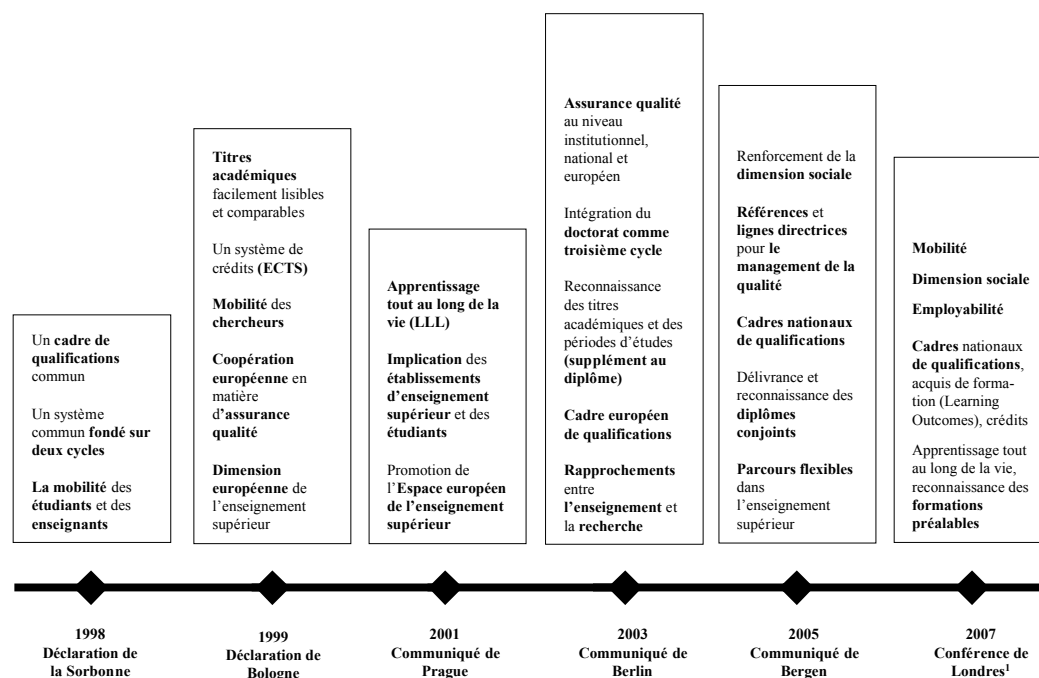 Un cadre de
qualifications
commun
Un système
commun fondé sur
deux cycles
La mobilité des
étudiants et des
enseignants
Titres
académiques
facilement lisibles
et comparables
Un système de
crédits (ECTS)
Mobilité des
chercheurs
Coopération
européenne en
matière
d'assurance
qualité
Dimension
européenne de
l'enseignement
supérieur
Apprentissage
tout au long de la
vie (LLL)
Implication des
établissements
d'enseignement
supérieur et des
étudiants
Promotion de
l'Espace européen
de l'enseignement
supérieur
Assurance qualité
au niveau
institutionnel,
national et
européen
Intégration du
doctorat comme
troisième cycle
Reconnaissance
des titres
académiques et des
périodes d'études
(supplément au
diplôme)
Cadre européen
de qualifications
Rapprochements
entre
l'enseignement et
la recherche
Renforcement de la
dimension sociale
Références et
lignes directrices
pour le
management de la
qualité
Cadres nationaux
de qualifications
Délivrance et
reconnaissance des
diplômes
conjoints
Parcours flexibles
dans
l'enseignement
supérieur
Mobilité
Dimension sociale
Employabilité
Cadres nationaux
de qualifications,
acquis de forma-
tion (Learning
Outcomes), crédits
Apprentissage tout
au long de la vie,
reconnaissance des
formations
préalables
1998
Déclaration de
la Sorbonne
1999
Déclaration de
Bologne
2001
Communiqué de
Prague
2003
Communiqué de
Berlin
2005
Communiqué de
Bergen
2007
Conférence de
Londres¹